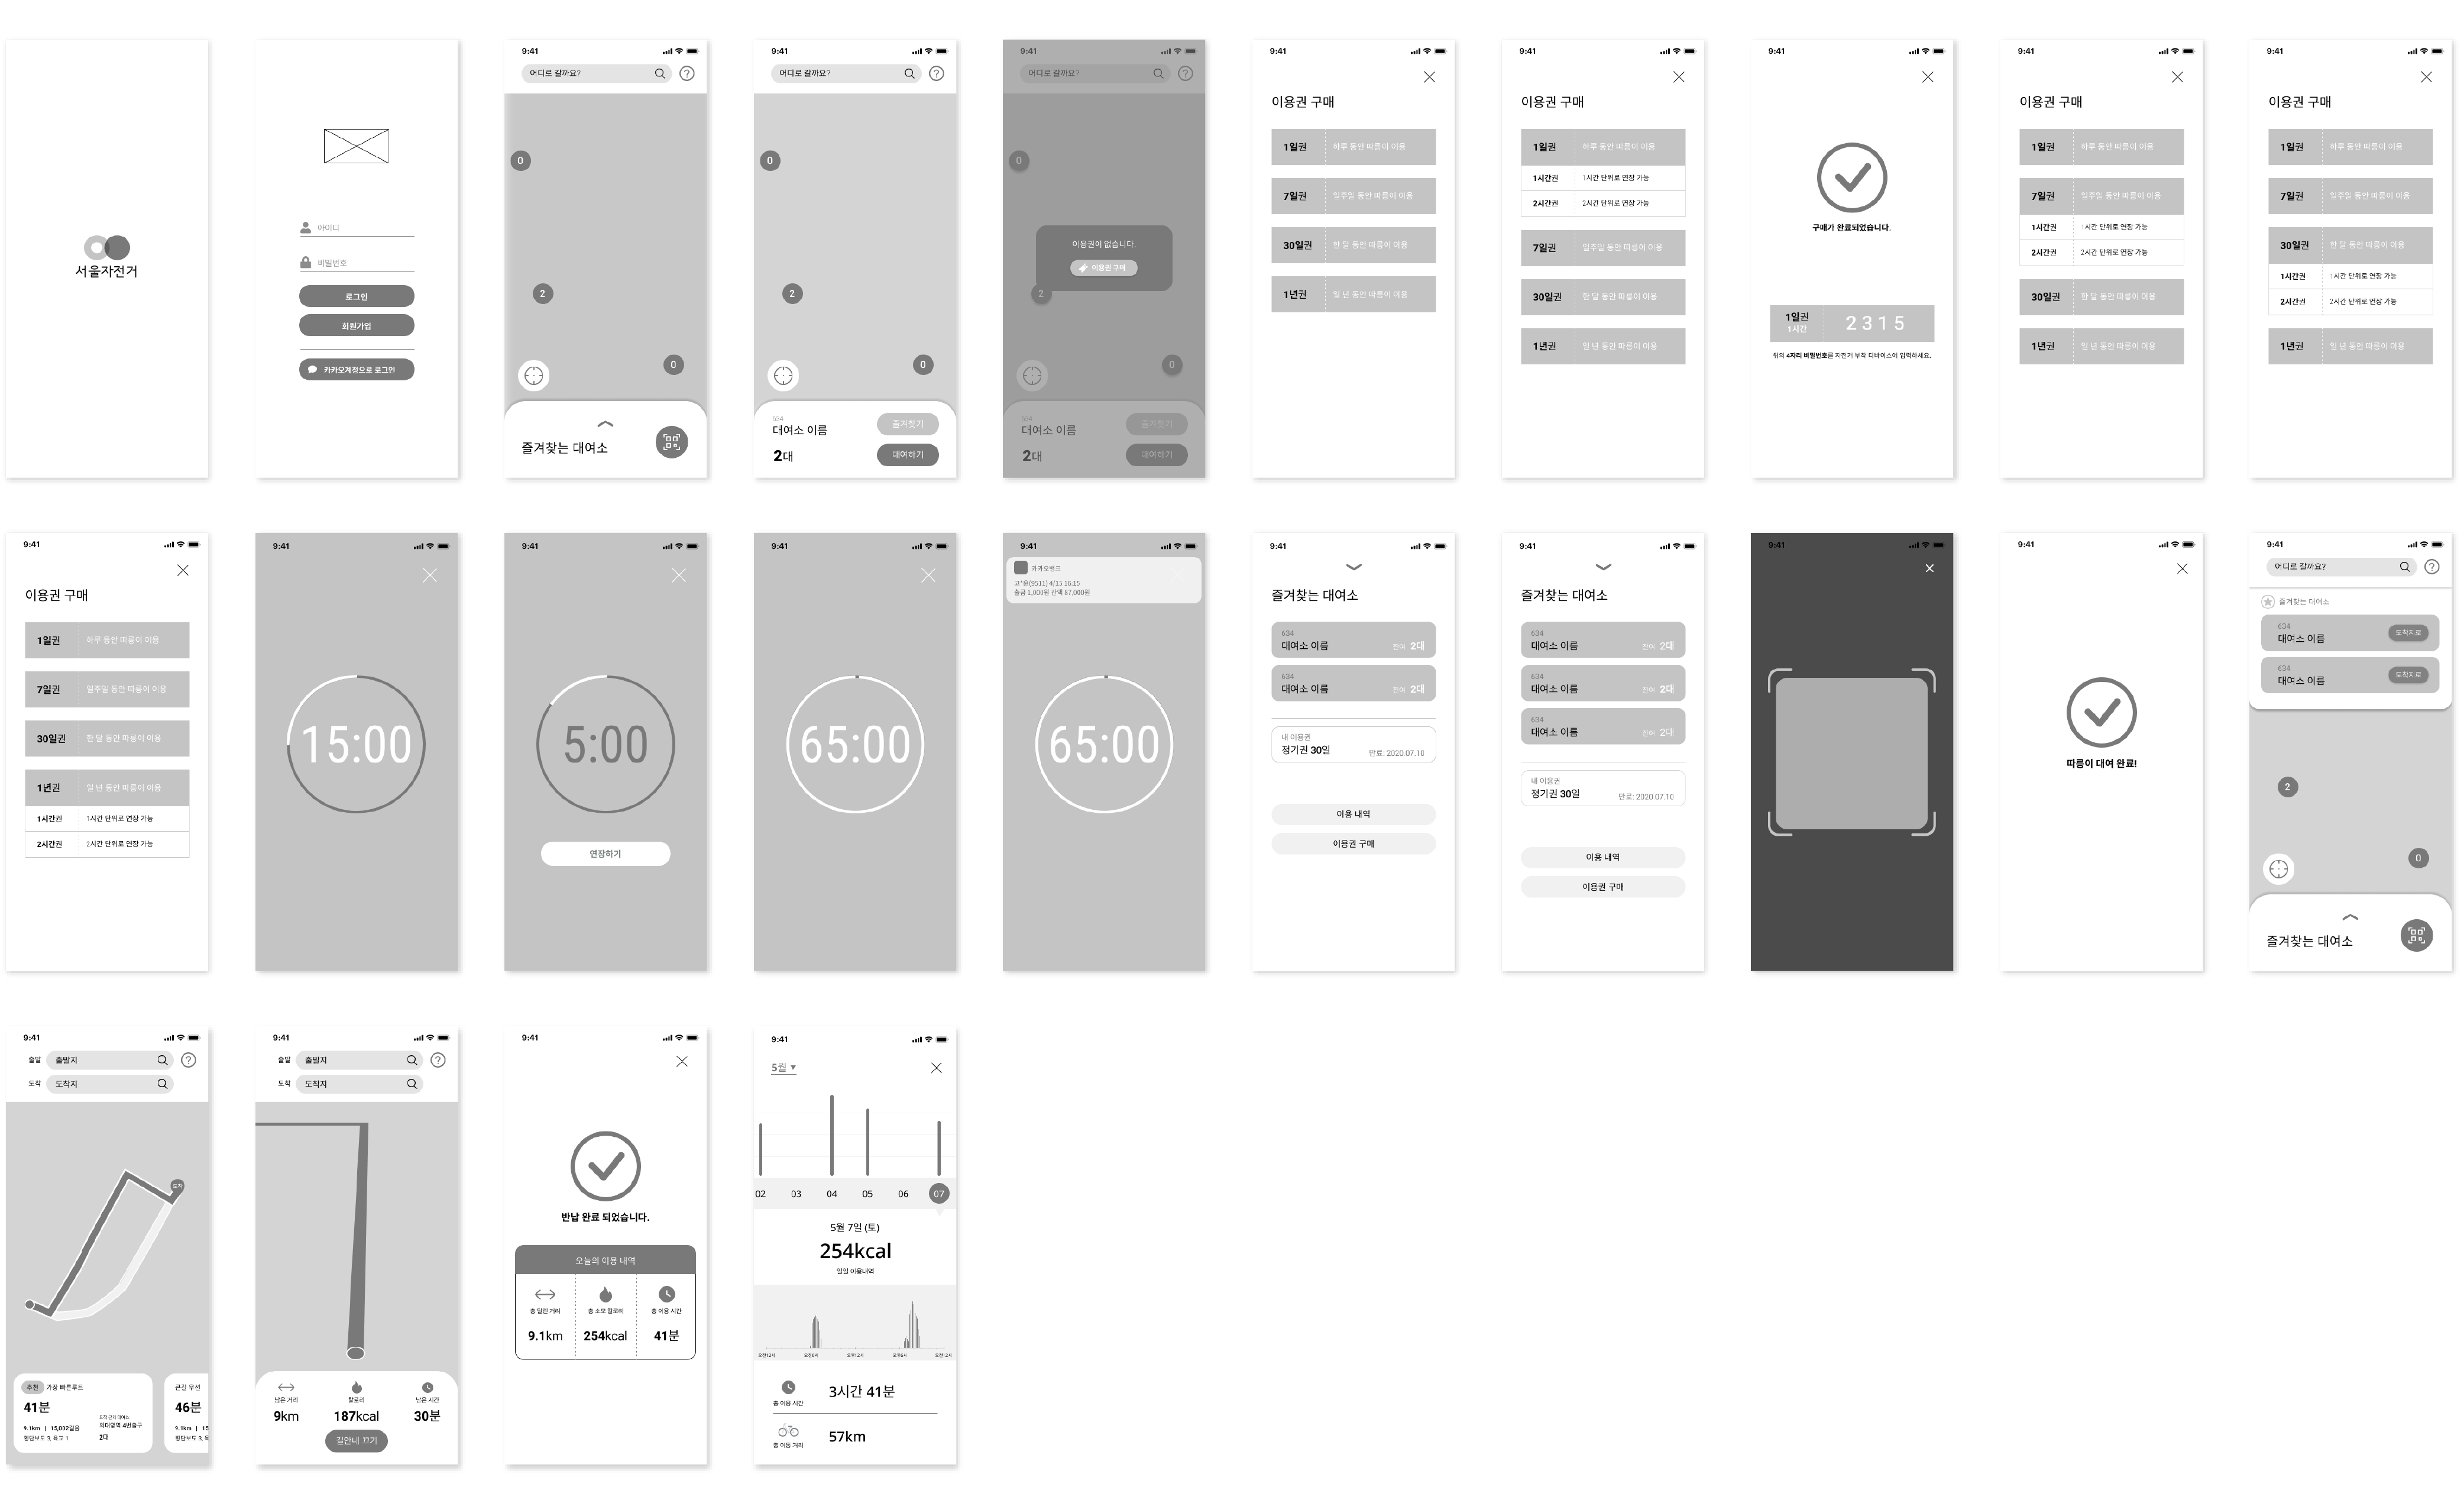 서울자전거
아이디
비밀번호
로그인
회원가입
카카오계정으로 로그인
9:41
어디로 갈까요?
?
0
2
0
즐겨찾는 대여소
9:41
어디로 갈까요?
?
0
2
0
634
대여소 이름
즐겨찾기
2대
대여하기
9:41
어디로 갈까요?
?
0
이용권이 없습니다.
이용권 구매
2
0
634
대여소 이름
즐겨찾기
2대
대여하기
9:41
이용권 구매
1일권 하루 동안 따릉이 이용
7일권 일주일 동안 따릉이 이용
30일권 한 달 동안 따릉이 이용
1년권 일 년 동안 따릉이 이용
9:41
이용권 구매
1일권 하루 동안 따릉이 이용
1시간권 1시간 단위로 연장 가능
2시간권 2시간 단위로 연장 가능
7일권 일주일 동안 따릉이 이용
30일권 한 달 동안 따릉이 이용
1년권 일 년 동안 따릉이 이용
9:41
구매가 완료되었습니다.
1일권
1시간
2315
위의 4자리 비밀번호를 자전거 부착 디바이스에 입력하세요.
9:41
이용권 구매
1일권 하루 동안 따릉이 이용
7일권 일주일 동안 따릉이 이용
1시간권 1시간 단위로 연장 가능
2시간권 2시간 단위로 연장 가능
30일권 한 달 동안 따릉이 이용
1년권 일 년 동안 따릉이 이용
9:41
이용권 구매
1일권 하루 동안 따릉이 이용
7일권 일주일 동안 따릉이 이용
30일권 한 달 동안 따릉이 이용
1시간권 1시간 단위로 연장 가능
2시간권 2시간 단위로 연장 가능
1년권 일 년 동안 따릉이 이용
9:41
이용권 구매
1일권 하루 동안 따릉이 이용
7일권 일주일 동안 따릉이 이용
30일권 한 달 동안 따릉이 이용
1년권 일 년 동안 따릉이 이용
1시간권 1시간 단위로 연장 가능
2시간권 2시간 단위로 연장 가능
9:41
15:00
9:41
5:00
연장하기
9:41
65:00
9:41
카카오뱅크
고*윤(9511) 4/15 16:15
출금 1,000원 잔액 87,000원
65:00
9:41
즐겨찾는 대여소
634
대여소 이름 잔여 2대
634
대여소 이름 잔여 2대
내 이용권
정기권 30일 만료: 2020.07.10
이용 내역
이용권 구매
9:41
즐겨찾는 대여소
634
대여소 이름 잔여 2대
634
대여소 이름 잔여 2대
634
대여소 이름 잔여 2대
내 이용권
정기권 30일 만료: 2020.07.10
이용 내역
이용권 구매
9:41
9:41
따릉이 대여 완료!
9:41
어디로 갈까요?
?
즐겨찾는 대여소
634
대여소 이름 도착지로
634
대여소 이름 도착지로
2
0
즐겨찾는 대여소
9:41
출발 출발지
?
도착 도착지
도착
추천 가장 빠른루트
41분
9.1km | 15,002걸음
횡단보도 3, 육교 1
도착 근처 대여소
외대앞역 4번출구
2대
큰길 우선
46분
9.1km | 15
횡단보도 3, 육
9:41
출발 출발지
?
도착 도착지
남은 거리 칼로리 남은 시간
9km 187kcal 30분
길안내 끄기
9:41
반납 완료 되었습니다.
오늘의 이용 내역
총 달린 거리 총 소모 칼로리 총 이용 시간
9.1km 254kcal 41분
9:41
5월 ▼
02 03 04 05 06 07
5월 7일 (토)
254kcal
일일 이용내역
오전12시 오전6시 오후12시 오후6시 오전12시
총 이용 시간 3시간 41분
총 이동 거리 57km